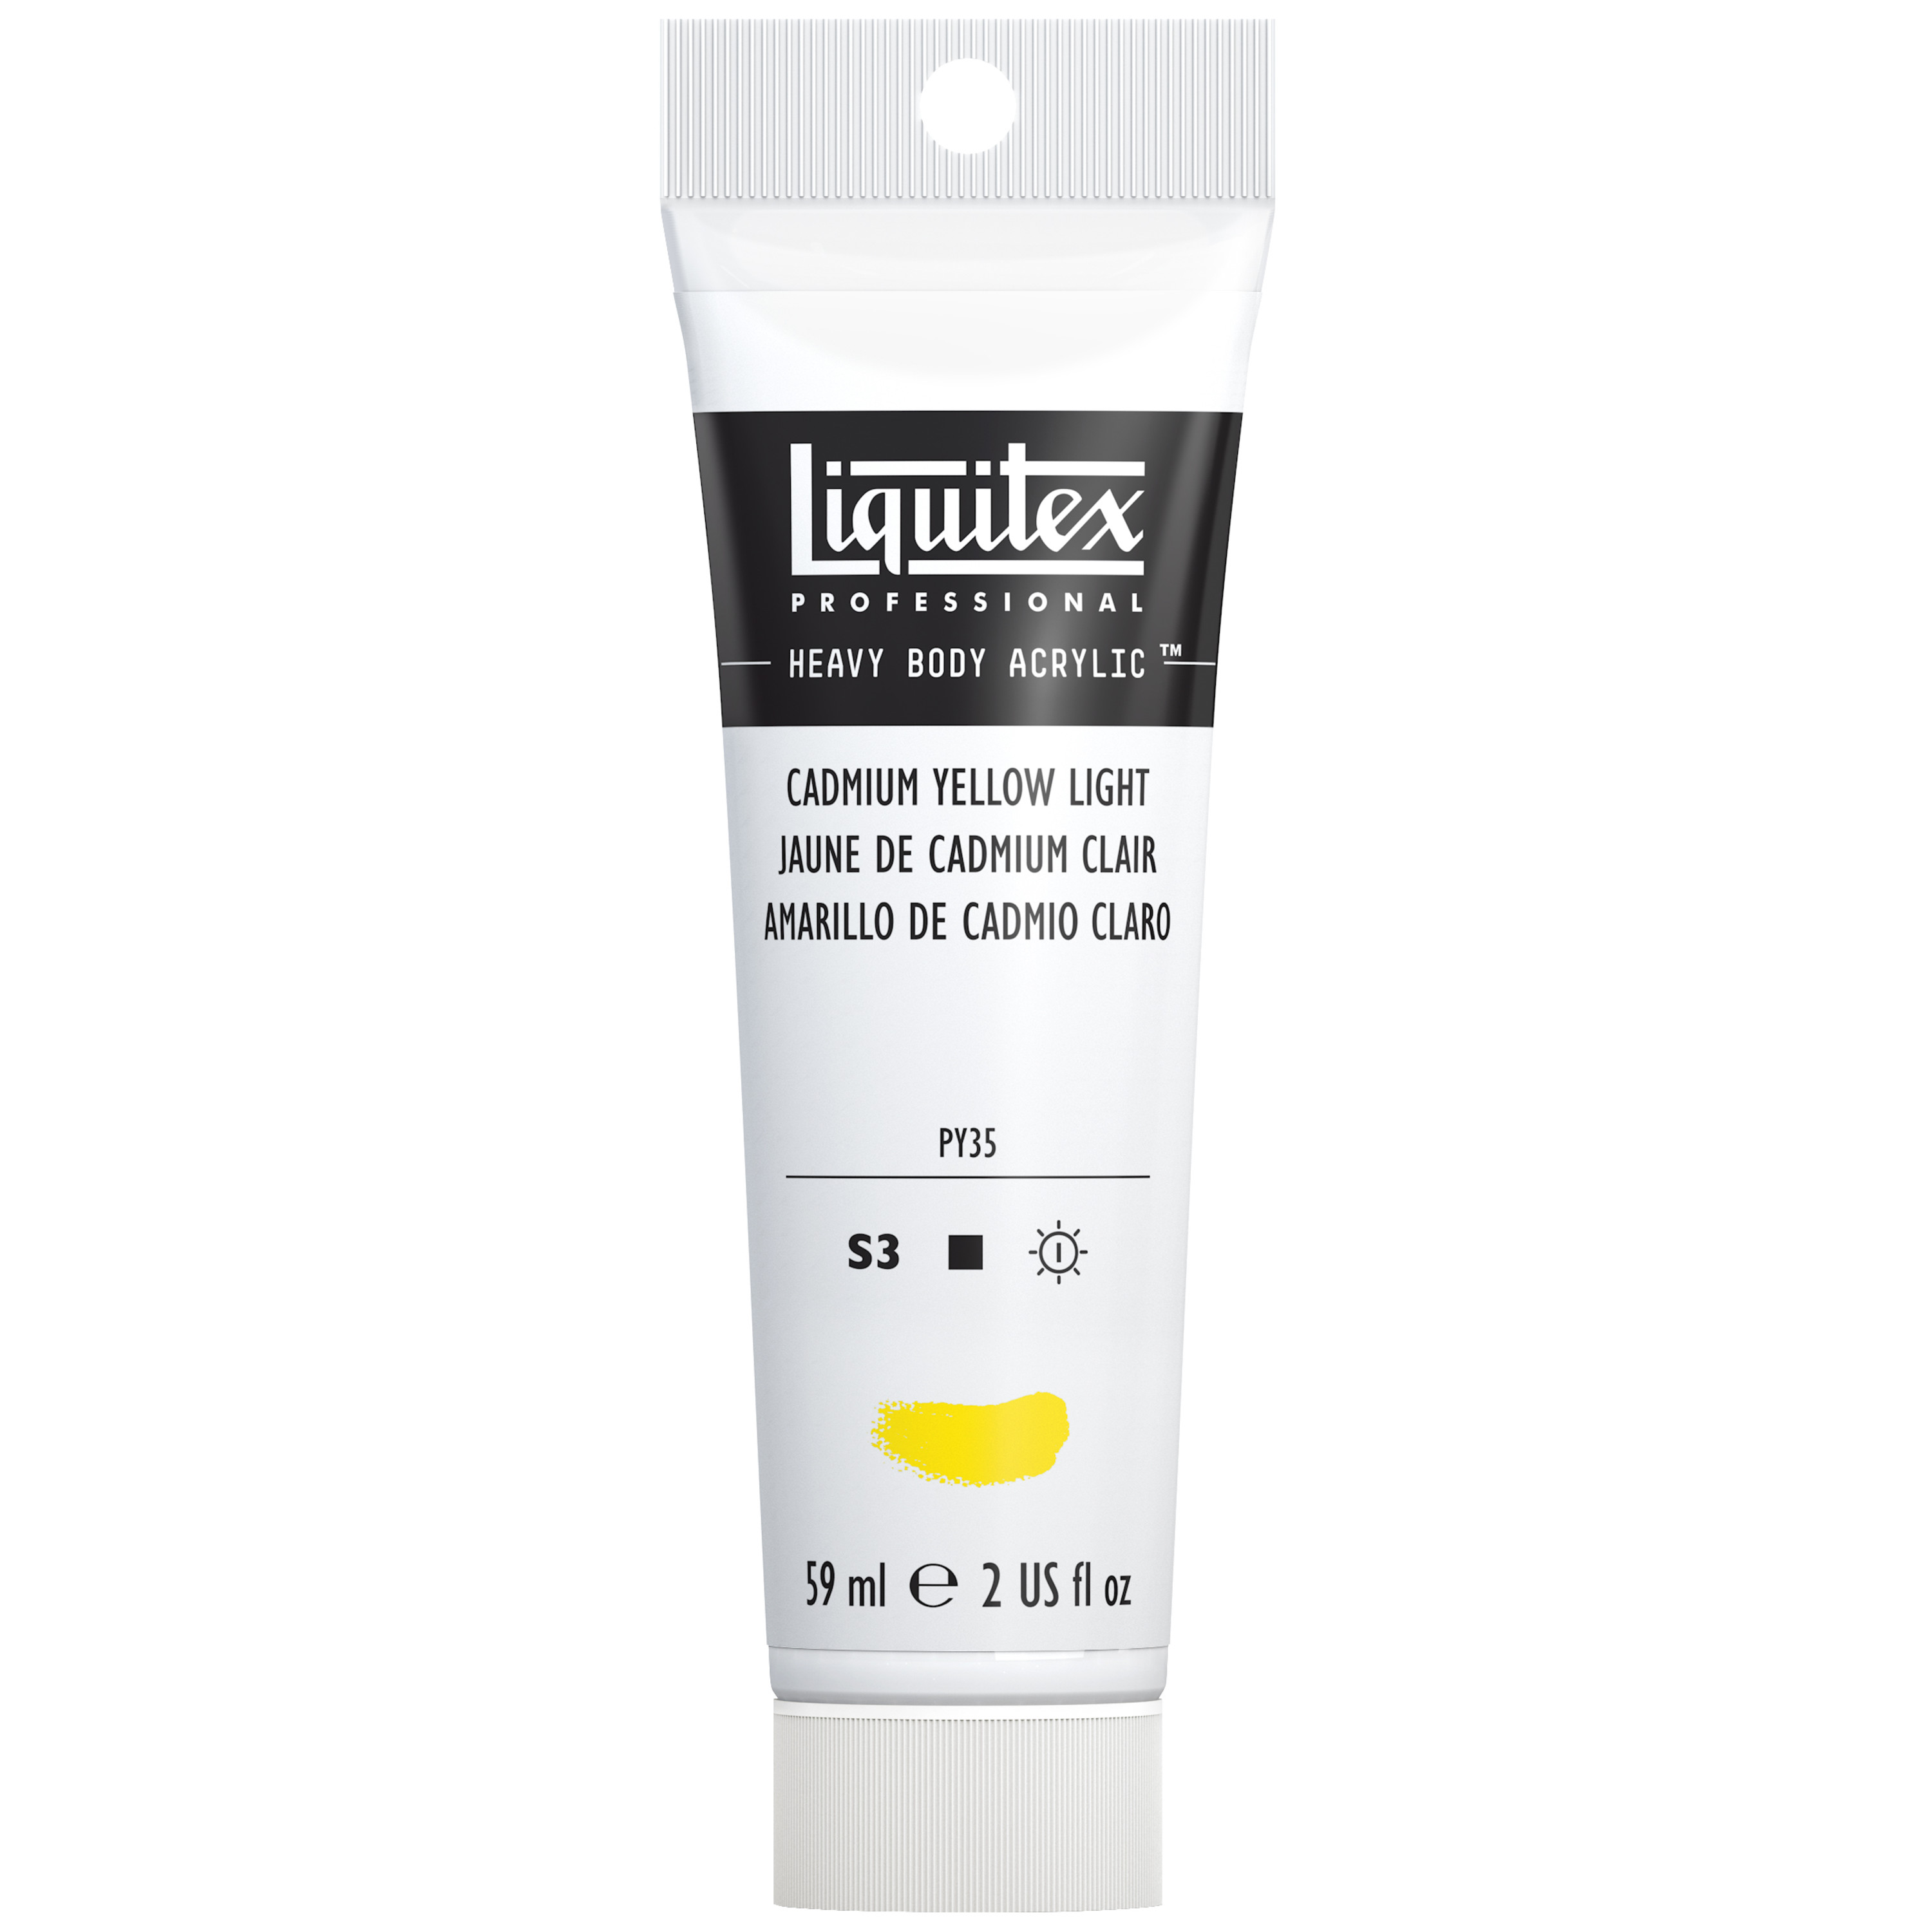 Liquitex
PROFESSIONAL
HEAVY BODY ACRYLIC™
CADMIUM YELLOW LIGHT
JAUNE DE CADMIUM CLAIR
AMARILLO DE CADMIO CLARO
PY35
S3 I
59 ml ℮ 2 US fl oz